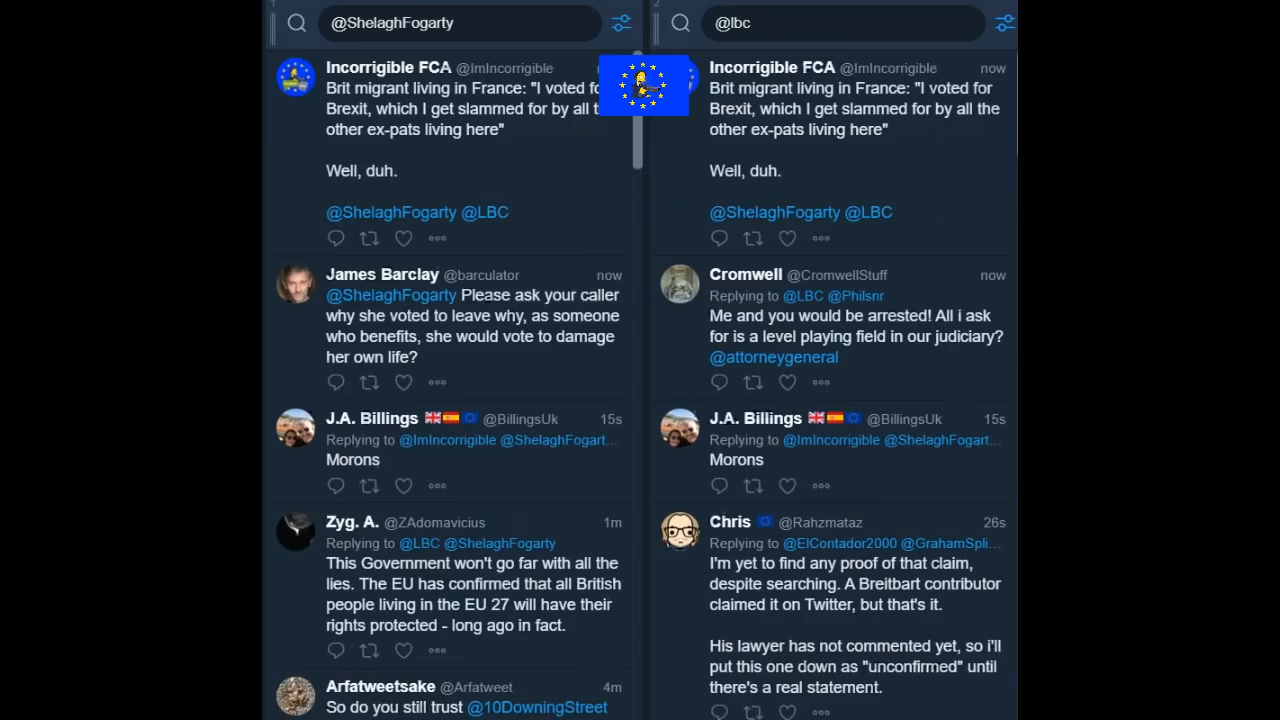 1
@ShelaghFogarty
Incorrigible FCA @ImIncorrigible
Brit migrant living in France: "I voted
Brexit, which I get slammed for by all
other ex-pats living here"
Well, duh.
@ShelaghFogarty @LBC
James Barclay @barculator now
@ShelaghFogarty Please ask your caller
why she voted to leave why, as someone
who benefits, she would vote to damage
her own life?
J.A. Billings @BillingsUk 15s
Replying to @ImIncorrigible @ShelaghFogart...
Morons
Zyg. A. @ZAdomavicius 1m
Replying to @LBC @ShelaghFogarty
This Government won't go far with all the
lies. The EU has confirmed that all British
people living in the EU 27 will have their
rights protected - long ago in fact.
Arfatweetsake @Arfatweet 4m
So do you still trust @10DowningStreet
2
@lbc
Incorrigible FCA @ImIncorrigible now
Brit migrant living in France: "I voted for
Brexit, which I get slammed for by all the
other ex-pats living here"
Well, duh.
@ShelaghFogarty @LBC
Cromwell @CromwellStuff now
Replying to @LBC @Philsnr
Me and you would be arrested! All i ask
for is a level playing field in our judiciary?
@attorneygeneral
J.A. Billings @BillingsUk 15s
Replying to @ImIncorrigible @ShelaghFogart...
Morons
Chris @Rahzmataz 26s
Replying to @ElContador2000 @GrahamSpli...
I'm yet to find any proof of that claim,
despite searching. A Breitbart contributor
claimed it on Twitter, but that's it.
His lawyer has not commented yet, so i'll
put this one down as "unconfirmed" until
there's a real statement.